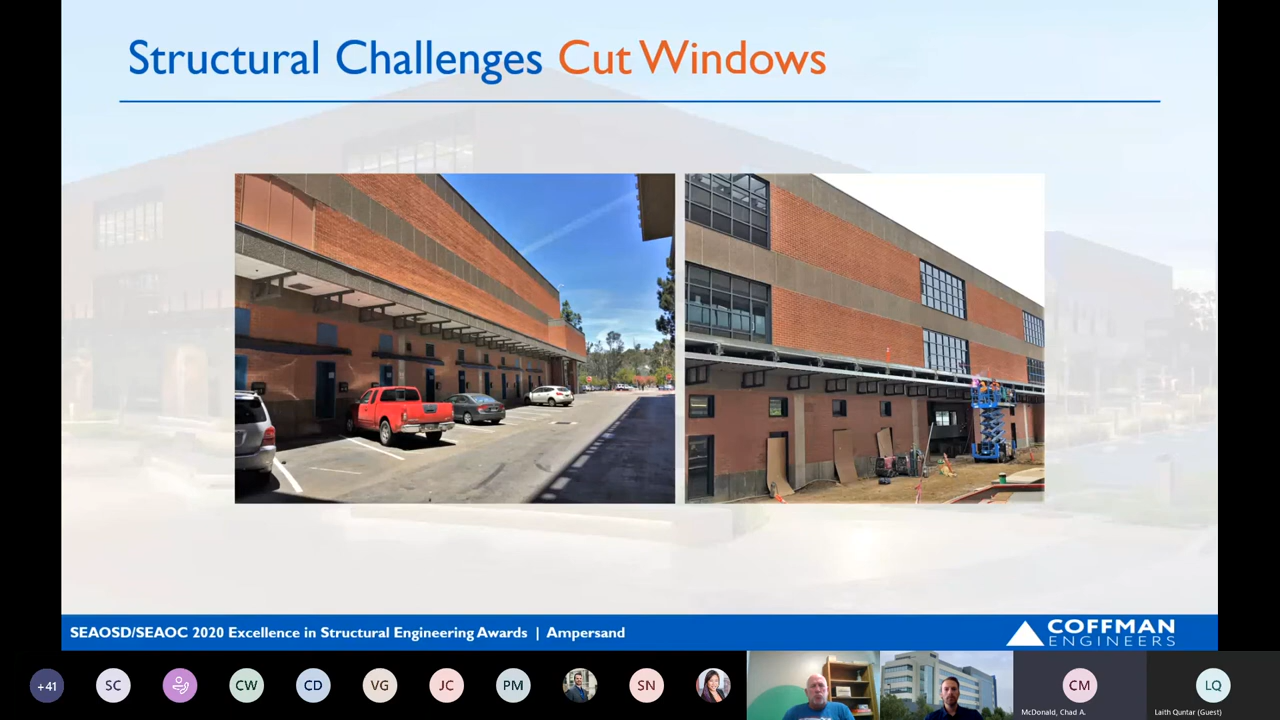 Structural Challenges Cut Windows
SEAOSD/SEAOC 2020 Excellence in Structural Engineering Awards | Ampersand
COFFMAN
ENGINEERS
+41
SC
CW
CD
VG
JC
PM
SN
CM
McDonald, Chad A.
LQ
Laith Quntar (Guest)